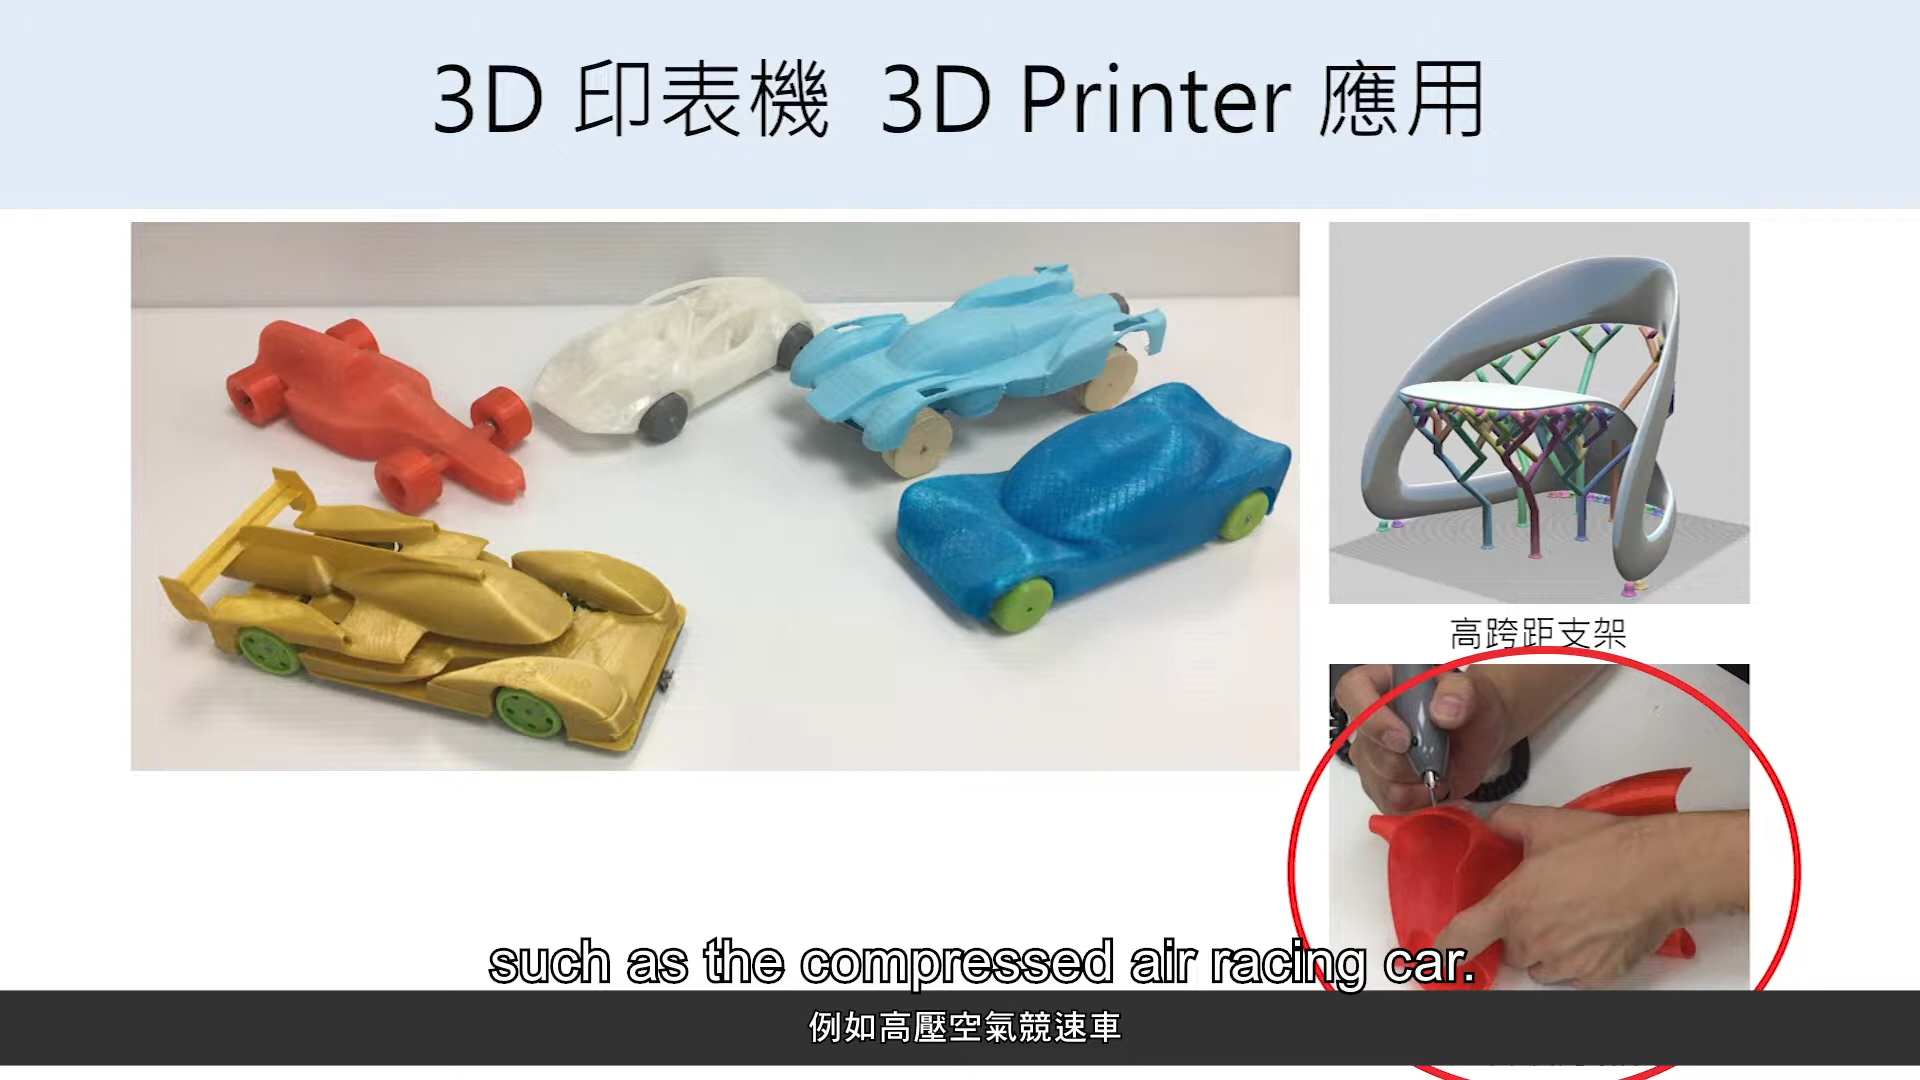 3D 印表機 3D Printer 應用
高跨距支架
such as the compressed air racing car.
例如高壓空氣競速車